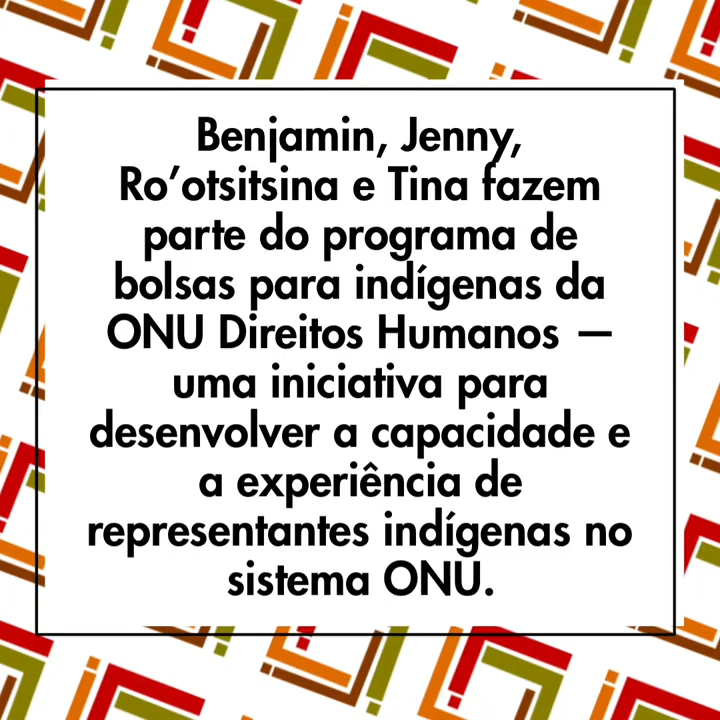 Benjamin, Jenny,
Ro’otsitsina e Tina fazem
parte do programa de
bolsas para indígenas da
ONU Direitos Humanos —
uma iniciativa para
desenvolver a capacidade e
a experiência de
representantes indígenas no
sistema ONU.